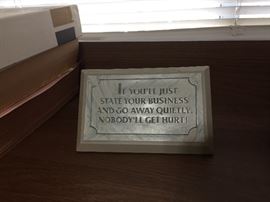 IF YOU'LL JUST
STATE YOUR BUSINESS
AND GO AWAY QUIETLY,
NOBODY'LL GET HURT!